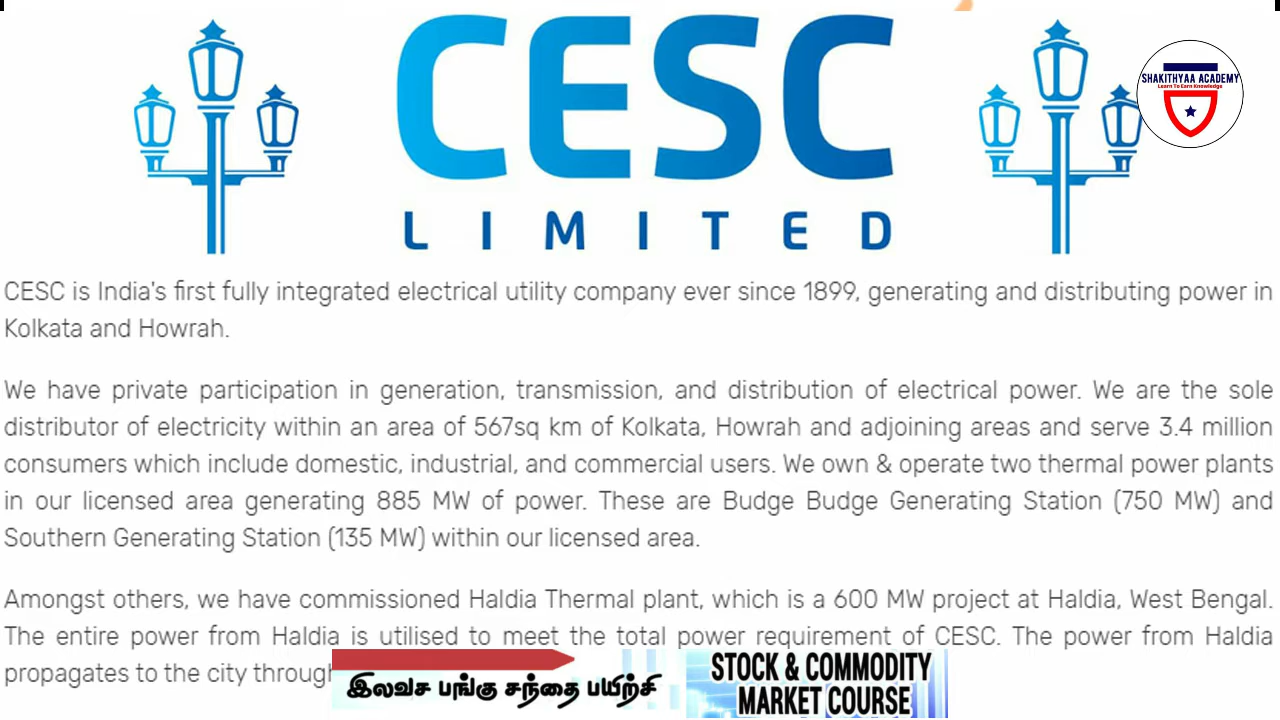 CESC
LIMITED
SHAKITHYAA ACADEMY
Learn To Earn Knowledge
CESC is India's first fully integrated electrical utility company ever since 1899, generating and distributing power in
Kolkata and Howrah.
We have private participation in generation, transmission, and distribution of electrical power. We are the sole
distributor of electricity within an area of 567sq km of Kolkata, Howrah and adjoining areas and serve 3.4 million
consumers which include domestic, industrial, and commercial users. We own & operate two thermal power plants
in our licensed area generating 885 MW of power. These are Budge Budge Generating Station (750 MW) and
Southern Generating Station (135 MW) within our licensed area.
Amongst others, we have commissioned Haldia Thermal plant, which is a 600 MW project at Haldia, West Bengal.
The entire power from Haldia is utilised to meet the total power requirement of CESC. The power from Haldia
propagates to the city through
இலவச பங்கு சந்தை பயிற்சி
STOCK & COMMODITY
MARKET COURSE